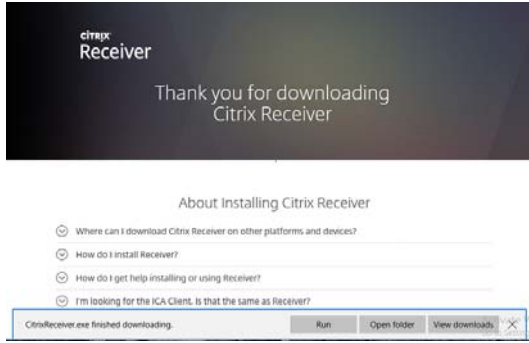 CITRIX
Receiver
Thank you for downloading
Citrix Receiver
About Installing Citrix Receiver
Where can I download Citrix Receiver on other platforms and devices?
How do I install Receiver?
How do I get help installing or using Receiver?
I'm looking for the ICA Client. Is that the same as Receiver?
CitrixReceiver.exe finished downloading.
Run
Open folder
View downloads